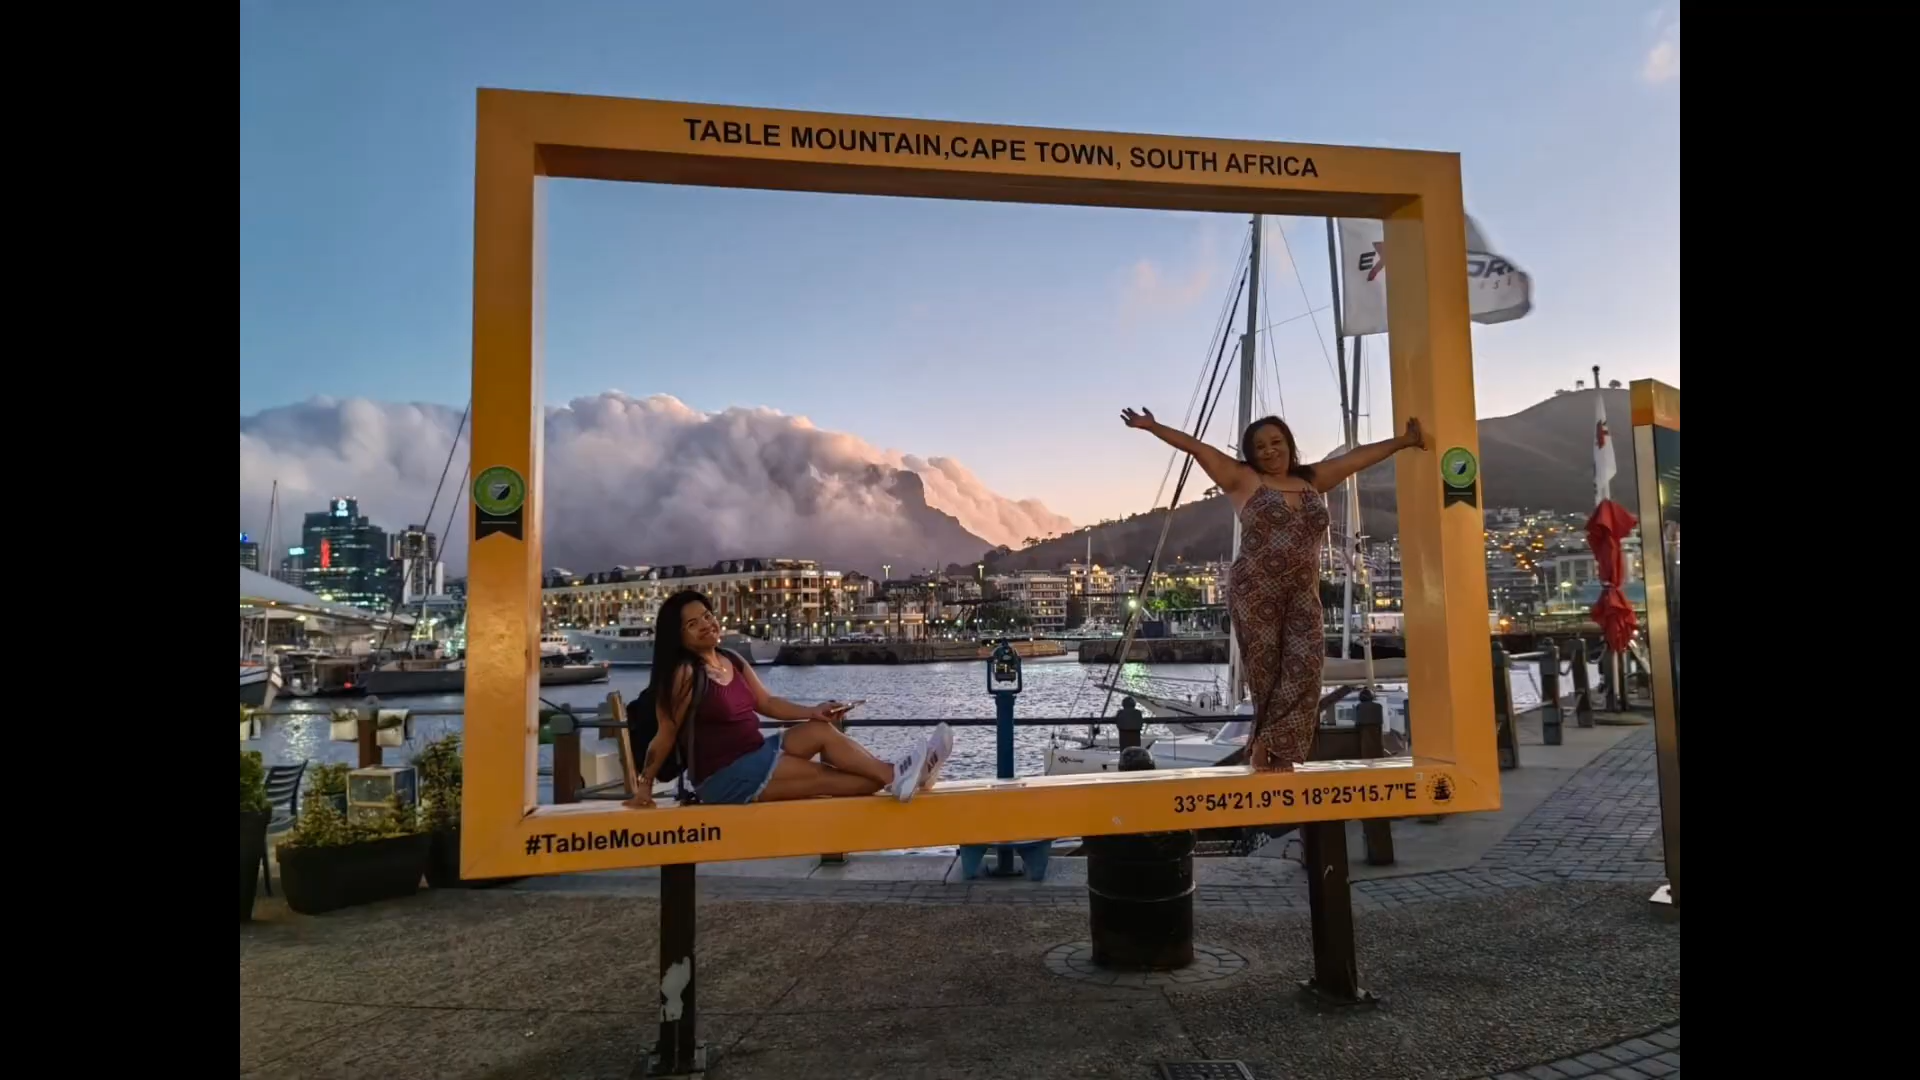 TABLE MOUNTAIN,CAPE TOWN, SOUTH AFRICA
33°54'21.9"S 18°25'15.7"E
#TableMountain